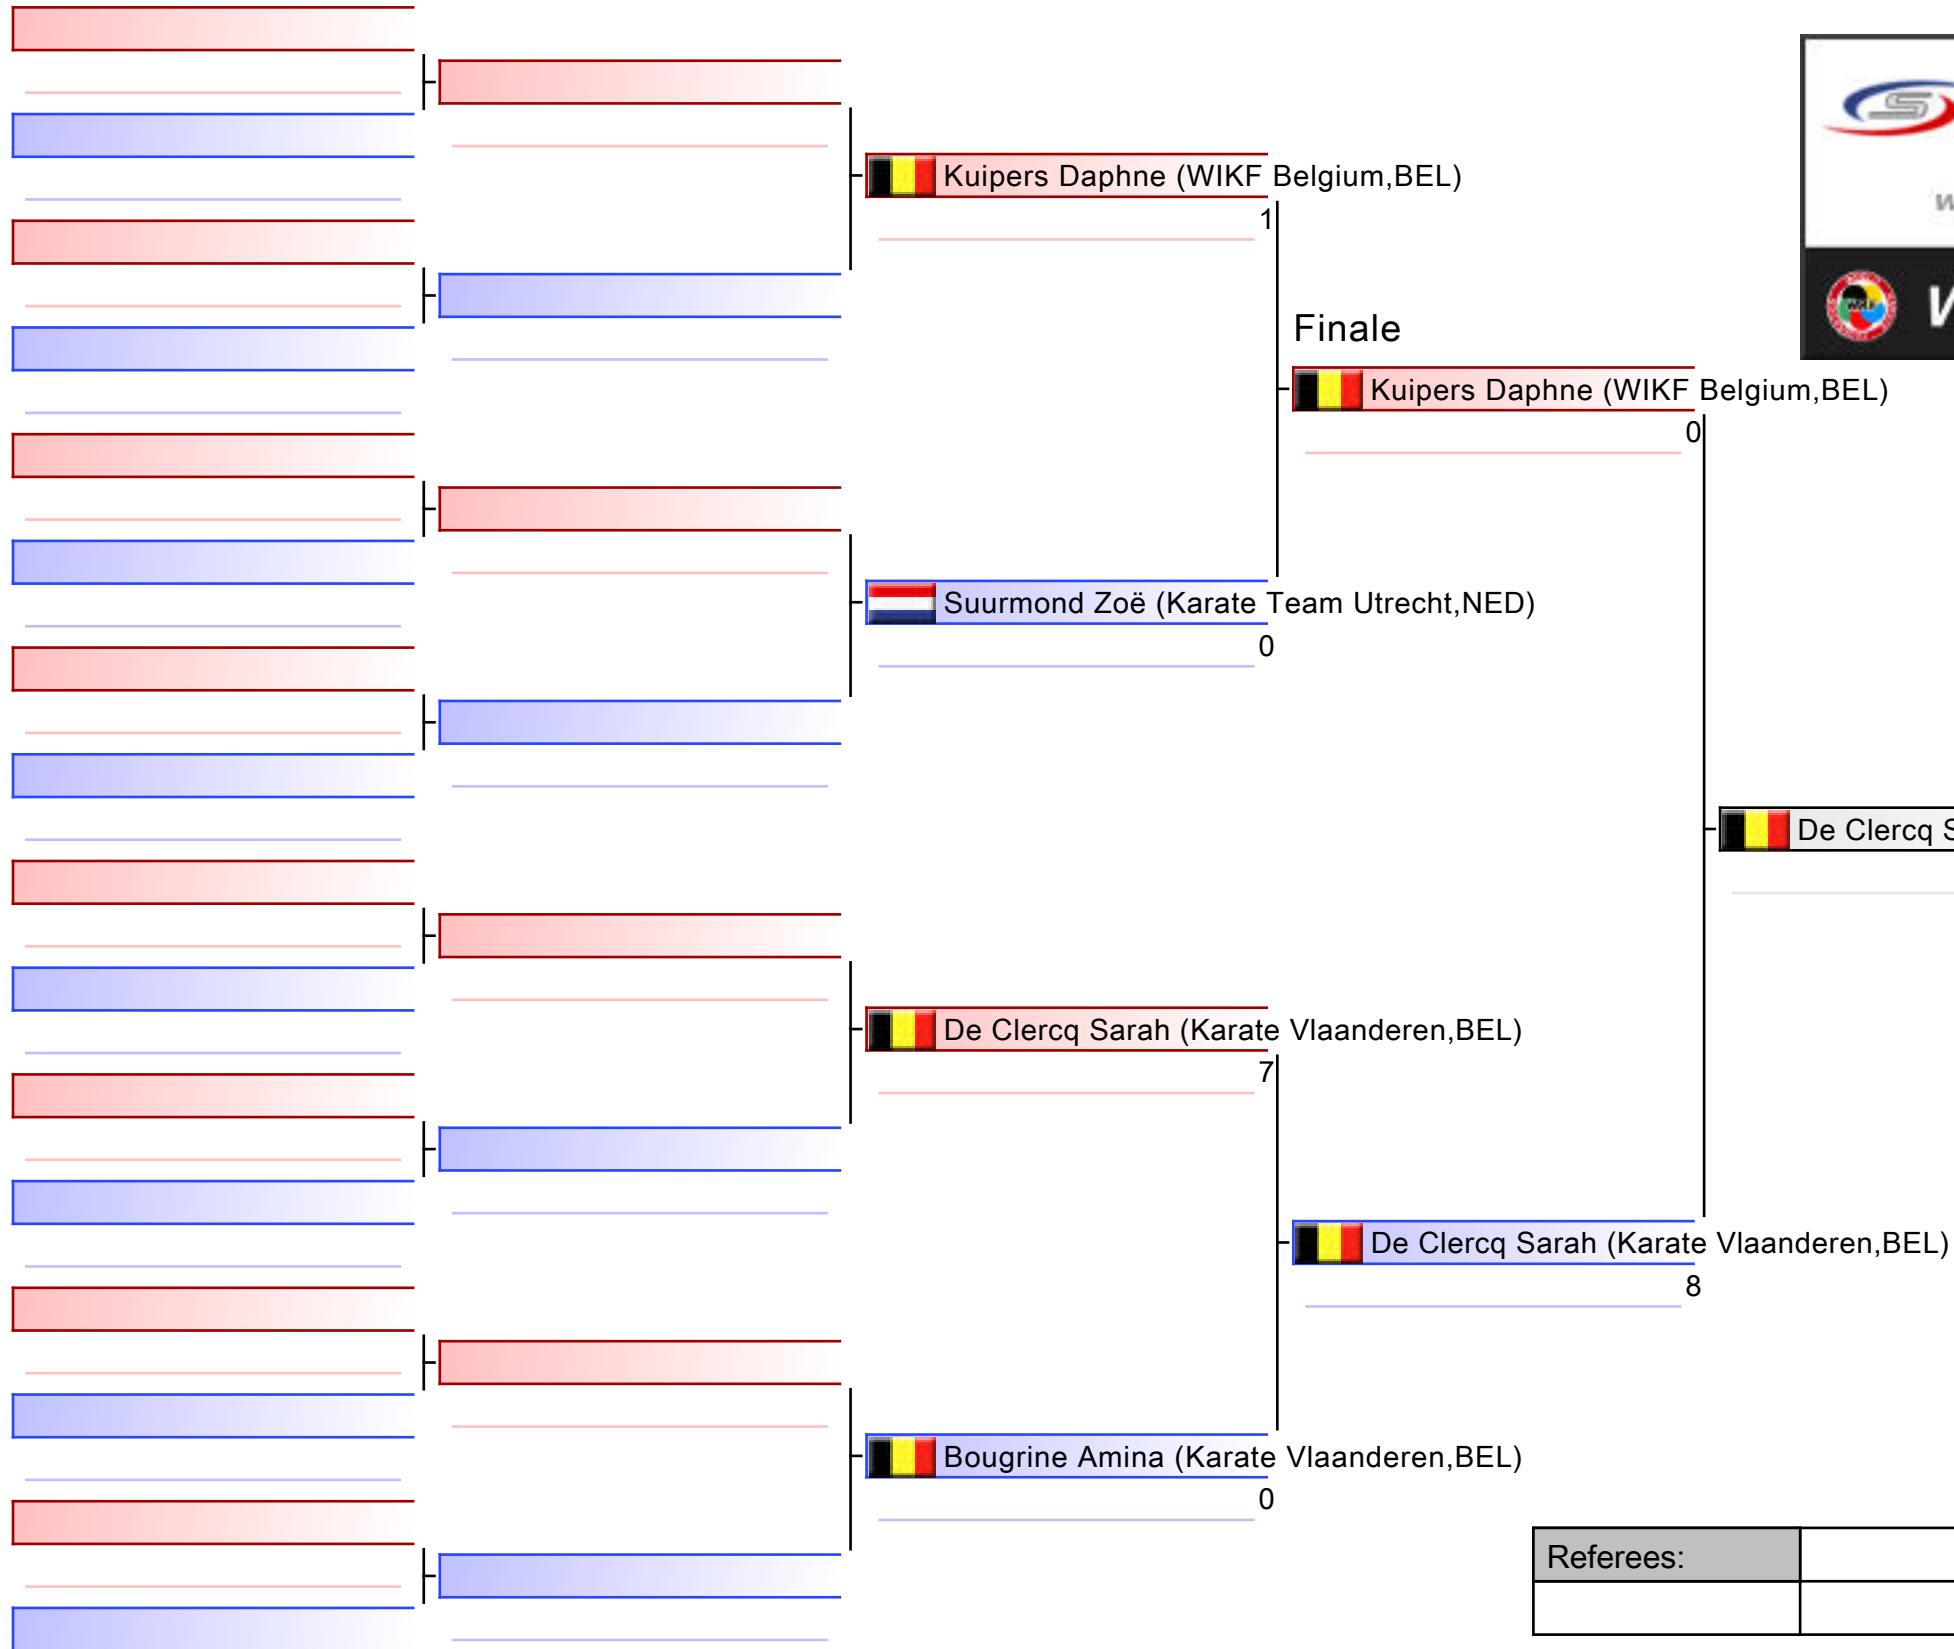 Kuipers Daphne (WIKF Belgium,BEL)
1
Finale
Kuipers Daphne (WIKF Belgium,BEL)
0
Suurmond Zoë (Karate Team Utrecht,NED)
0
De Clercq S
De Clercq Sarah (Karate Vlaanderen,BEL)
7
De Clercq Sarah (Karate Vlaanderen,BEL)
8
Bougrine Amina (Karate Vlaanderen,BEL)
0
Referees: